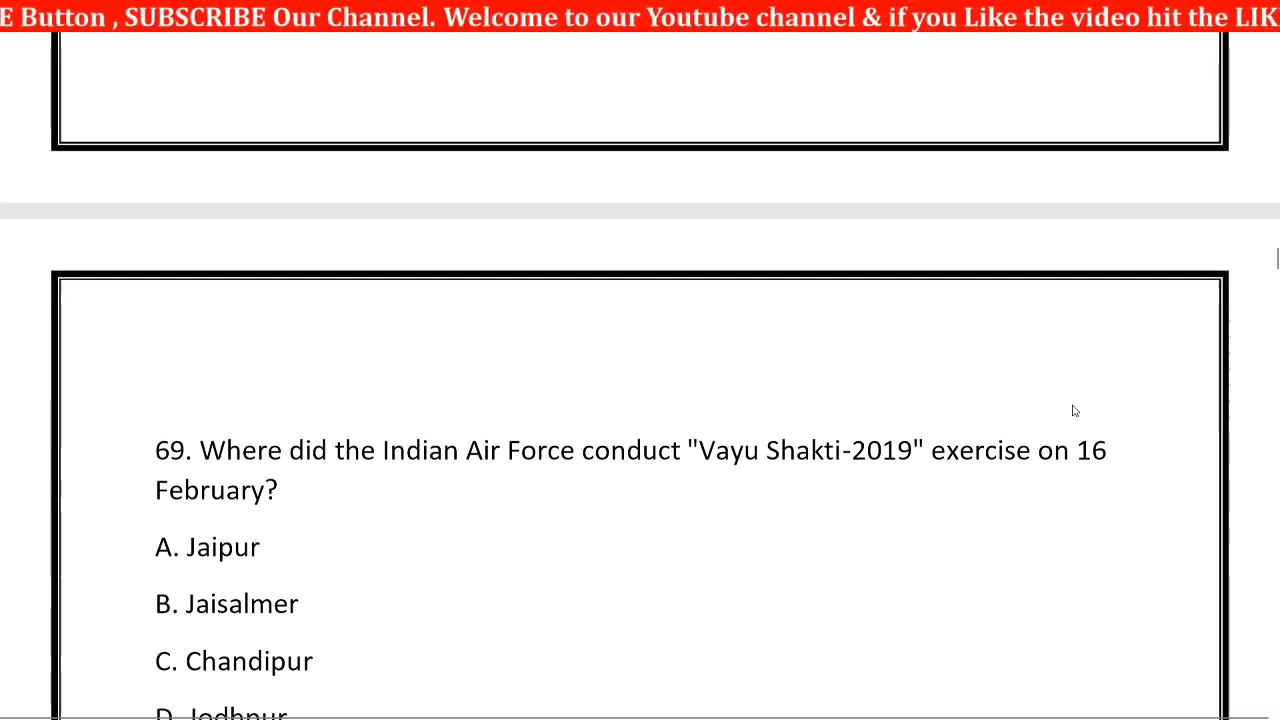 E Button , SUBSCRIBE Our Channel. Welcome to our Youtube channel & if you Like the video hit the LIK
69. Where did the Indian Air Force conduct "Vayu Shakti-2019" exercise on 16
February?
A. Jaipur
B. Jaisalmer
C. Chandipur
D. Jodhpur